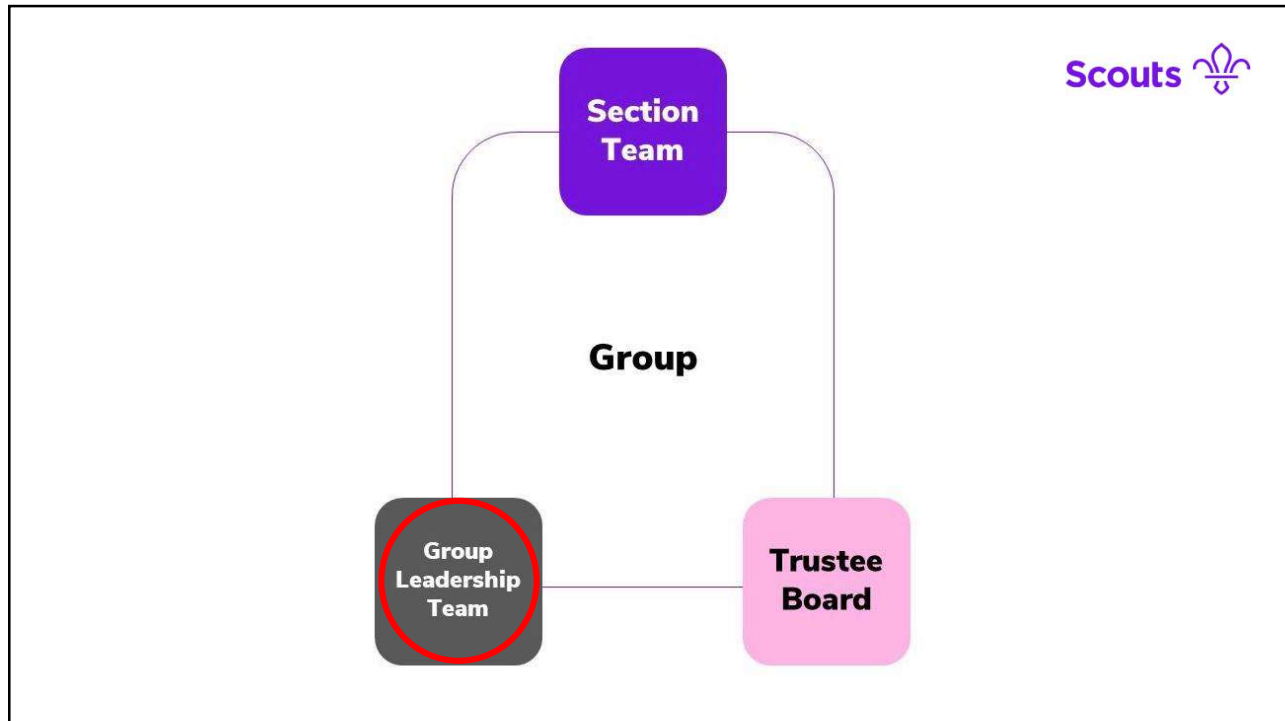 Scouts
Section
Team
Group
Group
Leadership
Team
Trustee
Board